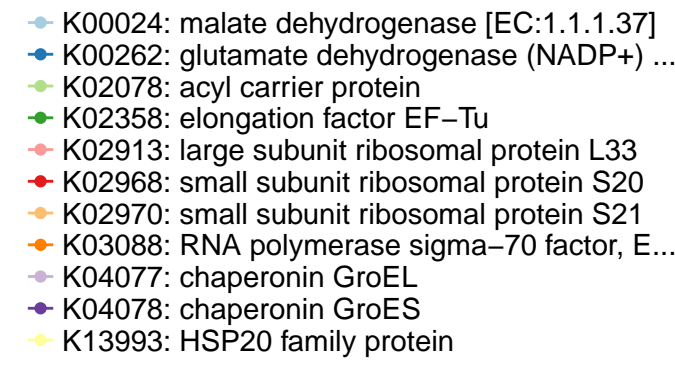 K00024: malate dehydrogenase [EC:1.1.1.37]
K00262: glutamate dehydrogenase (NADP+) ...
K02078: acyl carrier protein
K02358: elongation factor EF−Tu
K02913: large subunit ribosomal protein L33
K02968: small subunit ribosomal protein S20
K02970: small subunit ribosomal protein S21
K03088: RNA polymerase sigma−70 factor, E...
K04077: chaperonin GroEL
K04078: chaperonin GroES
K13993: HSP20 family protein